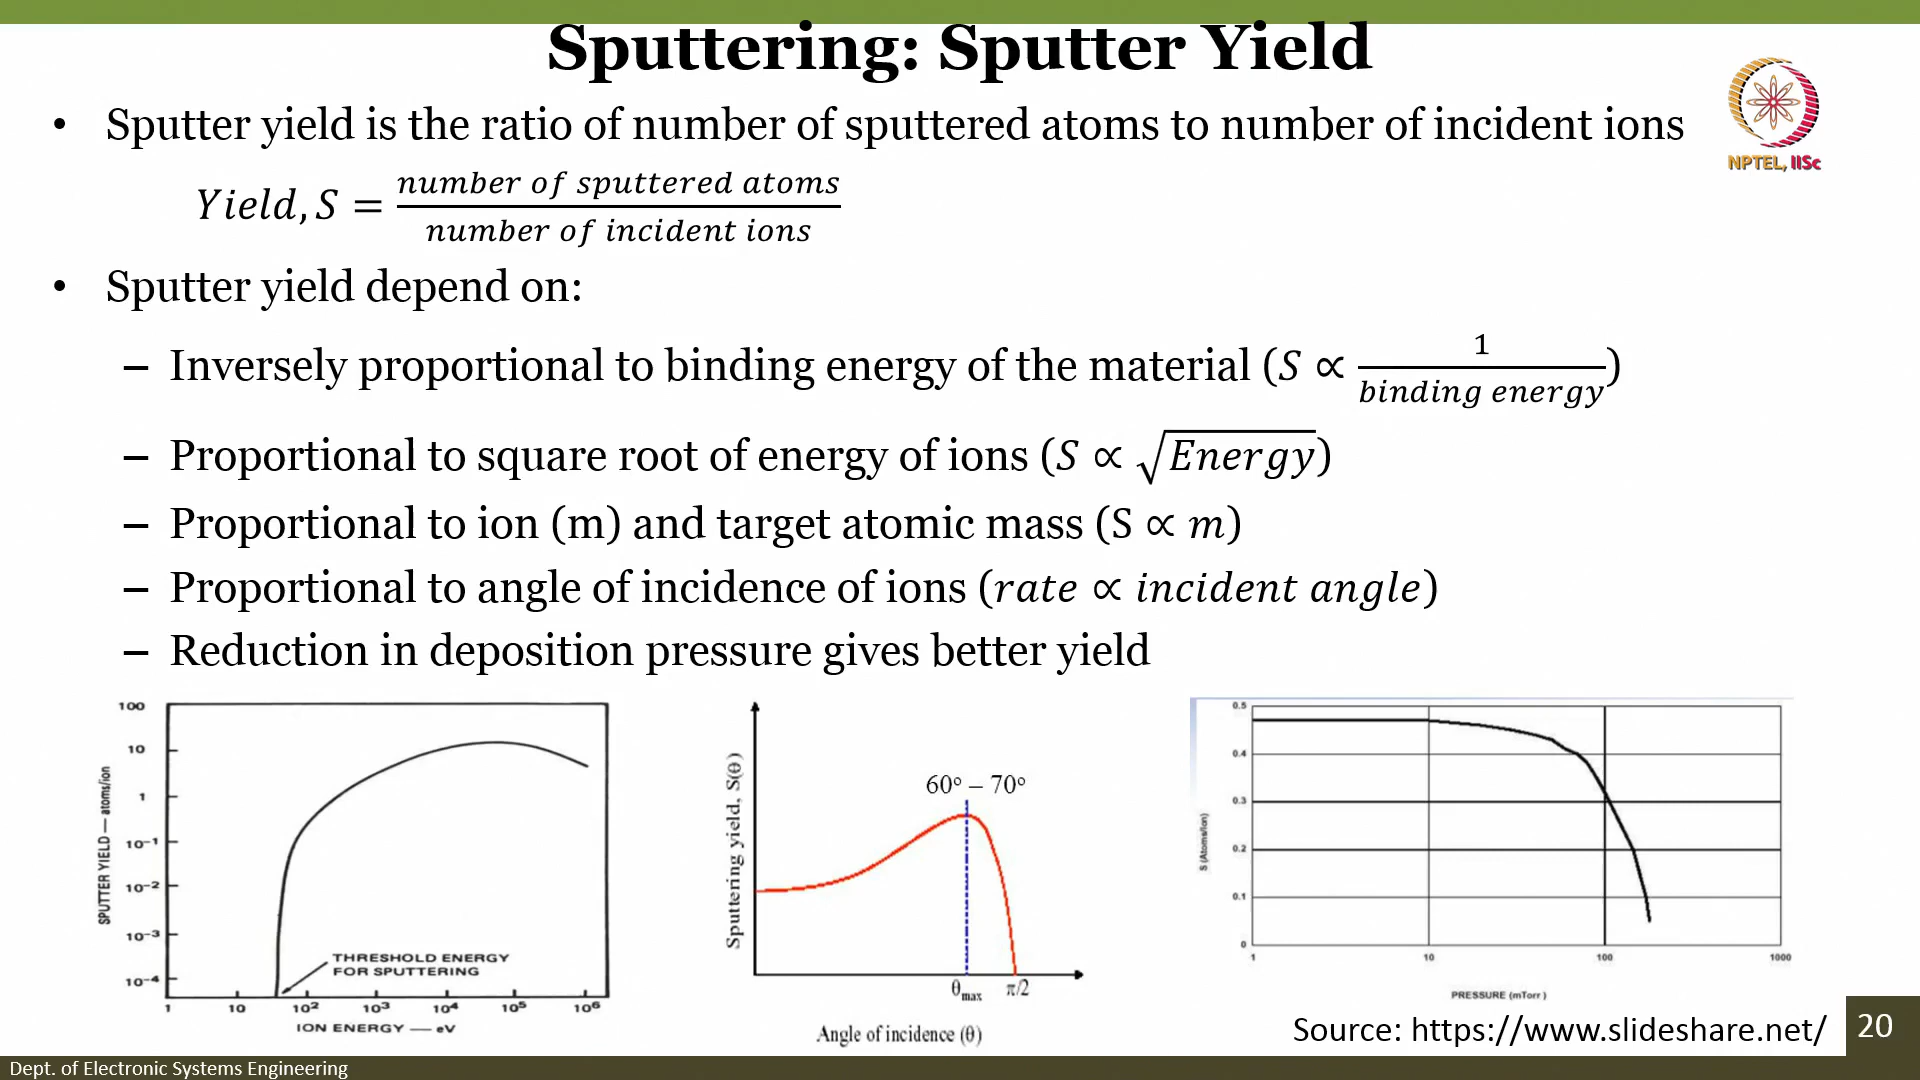 Sputtering: Sputter Yield
NPTEL, IISc
• Sputter yield is the ratio of number of sputtered atoms to number of incident ions
Yield, S = number of sputtered atoms / number of incident ions
• Sputter yield depend on:
– Inversely proportional to binding energy of the material (S ∝ 1 / binding energy)
– Proportional to square root of energy of ions (S ∝ √Energy)
– Proportional to ion (m) and target atomic mass (S ∝ m)
– Proportional to angle of incidence of ions (rate ∝ incident angle)
– Reduction in deposition pressure gives better yield
SPUTTER YIELD — atoms/ion
100
10
1
10⁻¹
10⁻²
10⁻³
10⁻⁴
THRESHOLD ENERGY
FOR SPUTTERING
1 10 10² 10³ 10⁴ 10⁵ 10⁶
ION ENERGY — eV
Sputtering yield, S(θ)
60° – 70°
θmax π/2
Angle of incidence (θ)
S (Atoms/Ion)
0.5
0.4
0.3
0.2
0.1
0
1 10 100 1000
PRESSURE (mTorr)
Source: https://www.slideshare.net/
20
Dept. of Electronic Systems Engineering